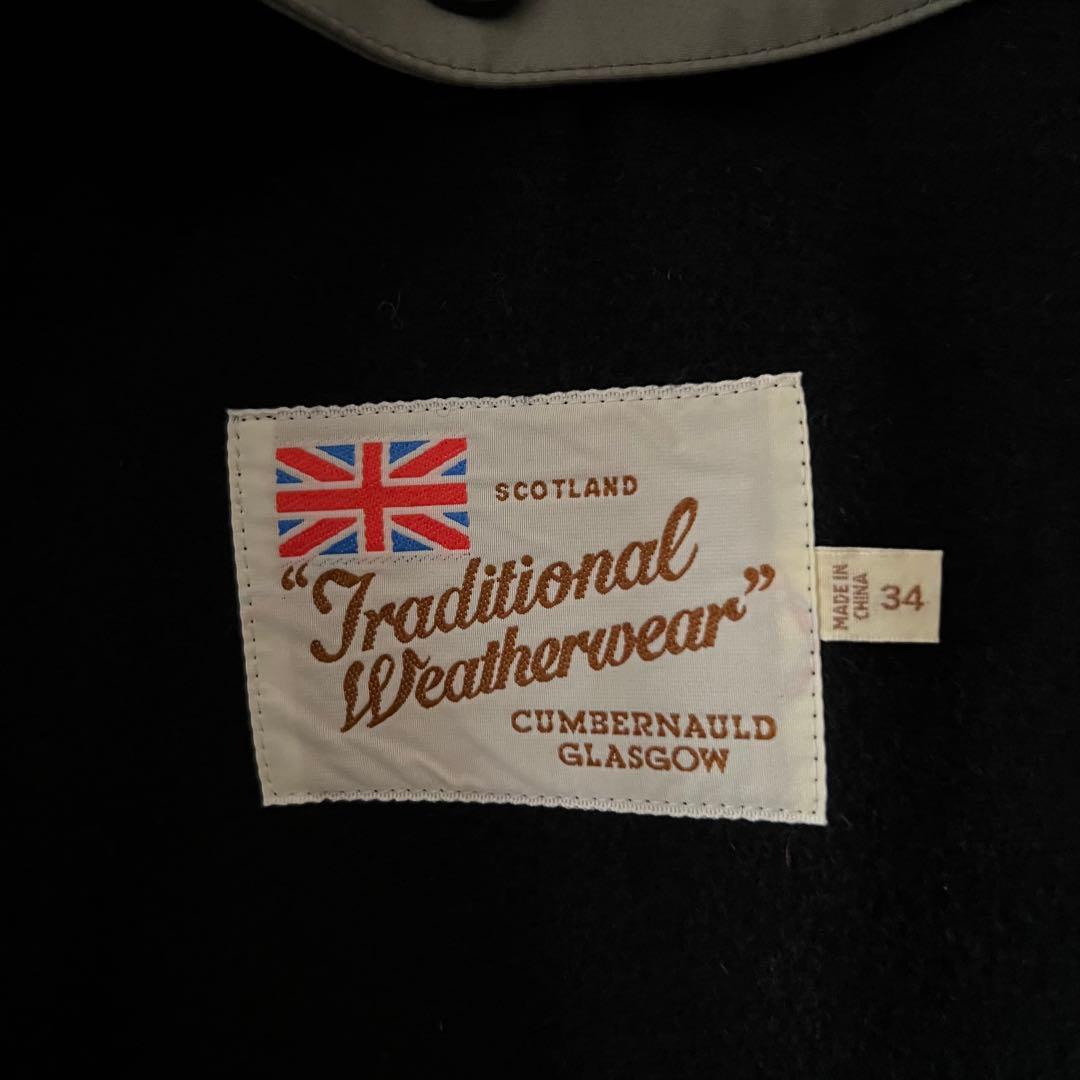 SCOTLAND
“Traditional
Weatherwear”
CUMBERNAULD
GLASGOW
MADE IN
CHINA
34